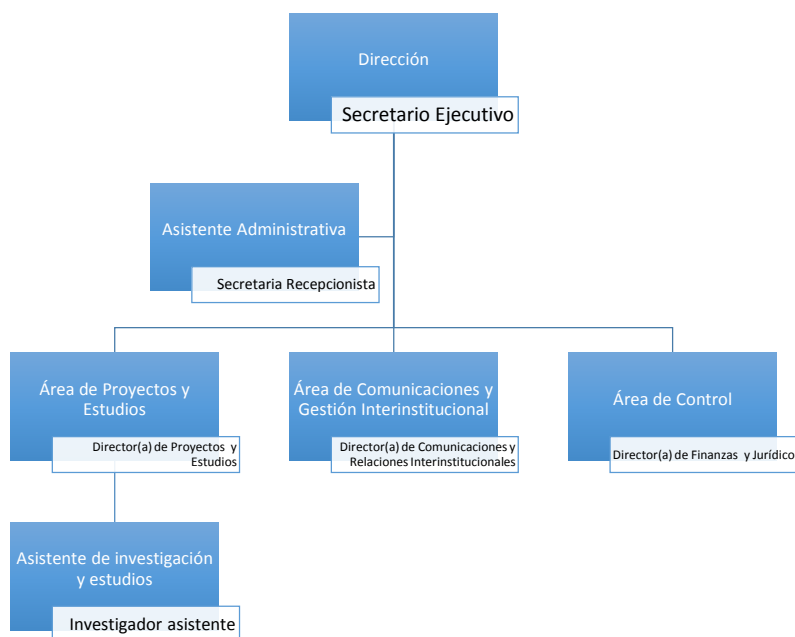 Dirección
Secretario Ejecutivo
Asistente Administrativa
Secretaria Recepcionista
Área de Proyectos y
Estudios
Director(a) de Proyectos y
Estudios
Área de Comunicaciones y
Gestión Interinstitucional
Director(a) de Comunicaciones y
Relaciones Interinstitucionales
Área de Control
Director(a) de Finanzas y Jurídico
Asistente de investigación
y estudios
Investigador asistente